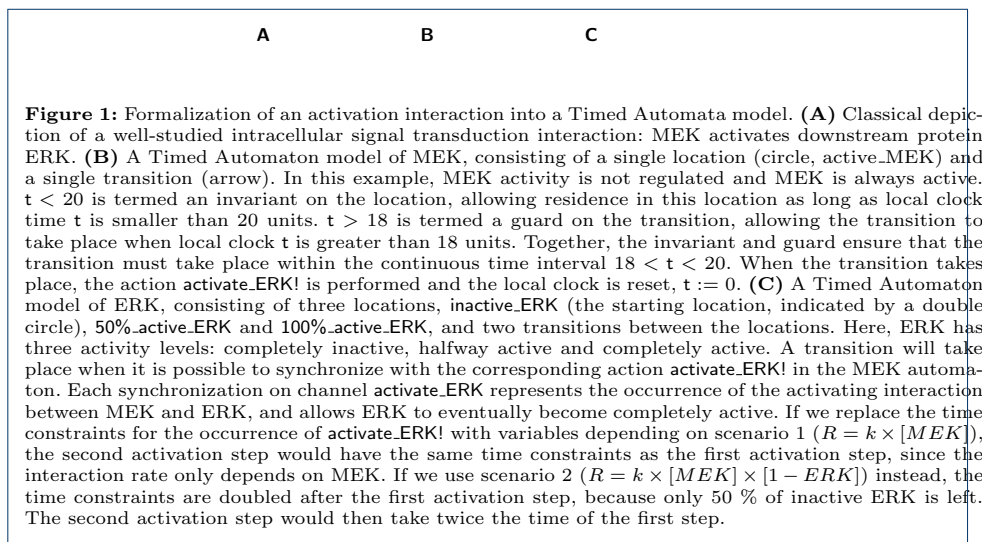 A B C
Figure 1: Formalization of an activation interaction into a Timed Automata model. (A) Classical depic-
tion of a well-studied intracellular signal transduction interaction: MEK activates downstream protein
ERK. (B) A Timed Automaton model of MEK, consisting of a single location (circle, active_MEK) and
a single transition (arrow). In this example, MEK activity is not regulated and MEK is always active.
t < 20 is termed an invariant on the location, allowing residence in this location as long as local clock
time t is smaller than 20 units. t > 18 is termed a guard on the transition, allowing the transition to
take place when local clock t is greater than 18 units. Together, the invariant and guard ensure that the
transition must take place within the continuous time interval 18 < t < 20. When the transition takes
place, the action activate_ERK! is performed and the local clock is reset, t := 0. (C) A Timed Automaton
model of ERK, consisting of three locations, inactive_ERK (the starting location, indicated by a double
circle), 50%_active_ERK and 100%_active_ERK, and two transitions between the locations. Here, ERK has
three activity levels: completely inactive, halfway active and completely active. A transition will take
place when it is possible to synchronize with the corresponding action activate_ERK! in the MEK automa-
ton. Each synchronization on channel activate_ERK represents the occurrence of the activating interaction
between MEK and ERK, and allows ERK to eventually become completely active. If we replace the time
constraints for the occurrence of activate_ERK! with variables depending on scenario 1 (R = k × [MEK]),
the second activation step would have the same time constraints as the first activation step, since the
interaction rate only depends on MEK. If we use scenario 2 (R = k × [MEK] × [1 − ERK]) instead, the
time constraints are doubled after the first activation step, because only 50 % of inactive ERK is left.
The second activation step would then take twice the time of the first step.